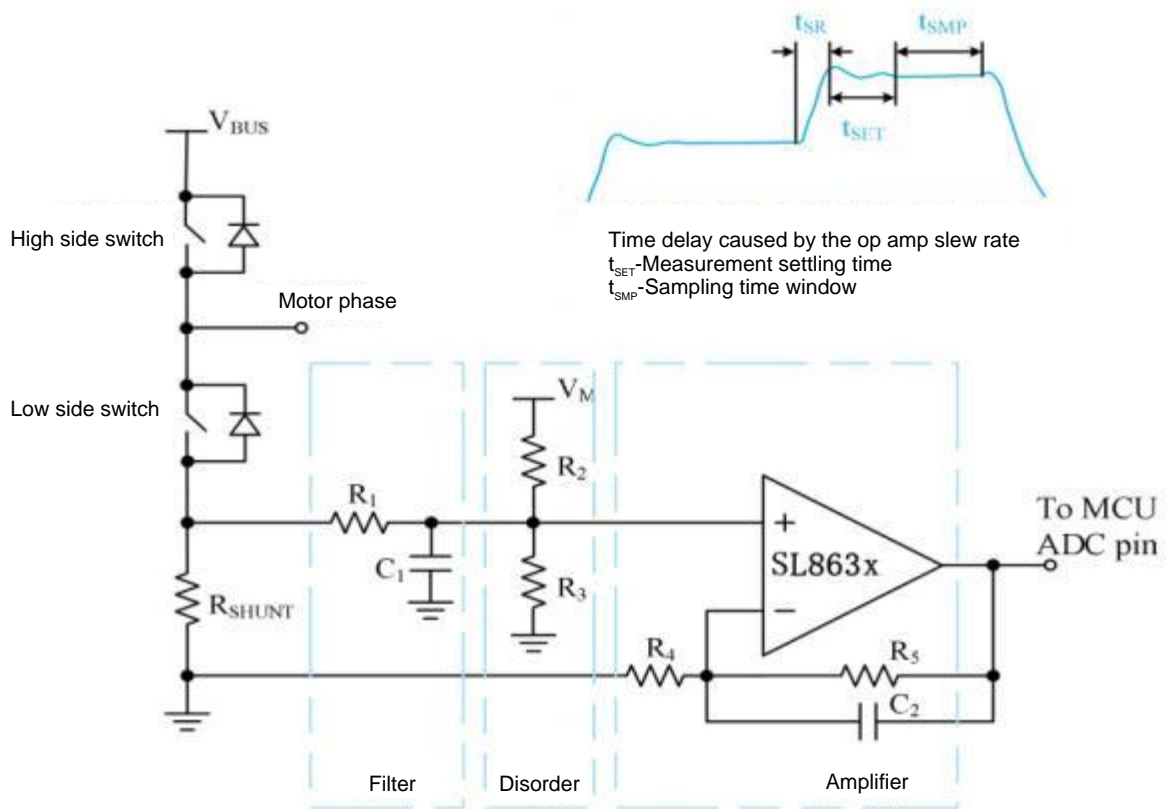 tSR
tSMP
tSET
VBUS
High side switch
Time delay caused by the op amp slew rate
tSET-Measurement settling time
tSMP-Sampling time window
Motor phase
Low side switch
VM
R2
R1
C1
R3
RSHUNT
+
SL863x
−
To MCU
ADC pin
R4
R5
C2
Filter
Disorder
Amplifier